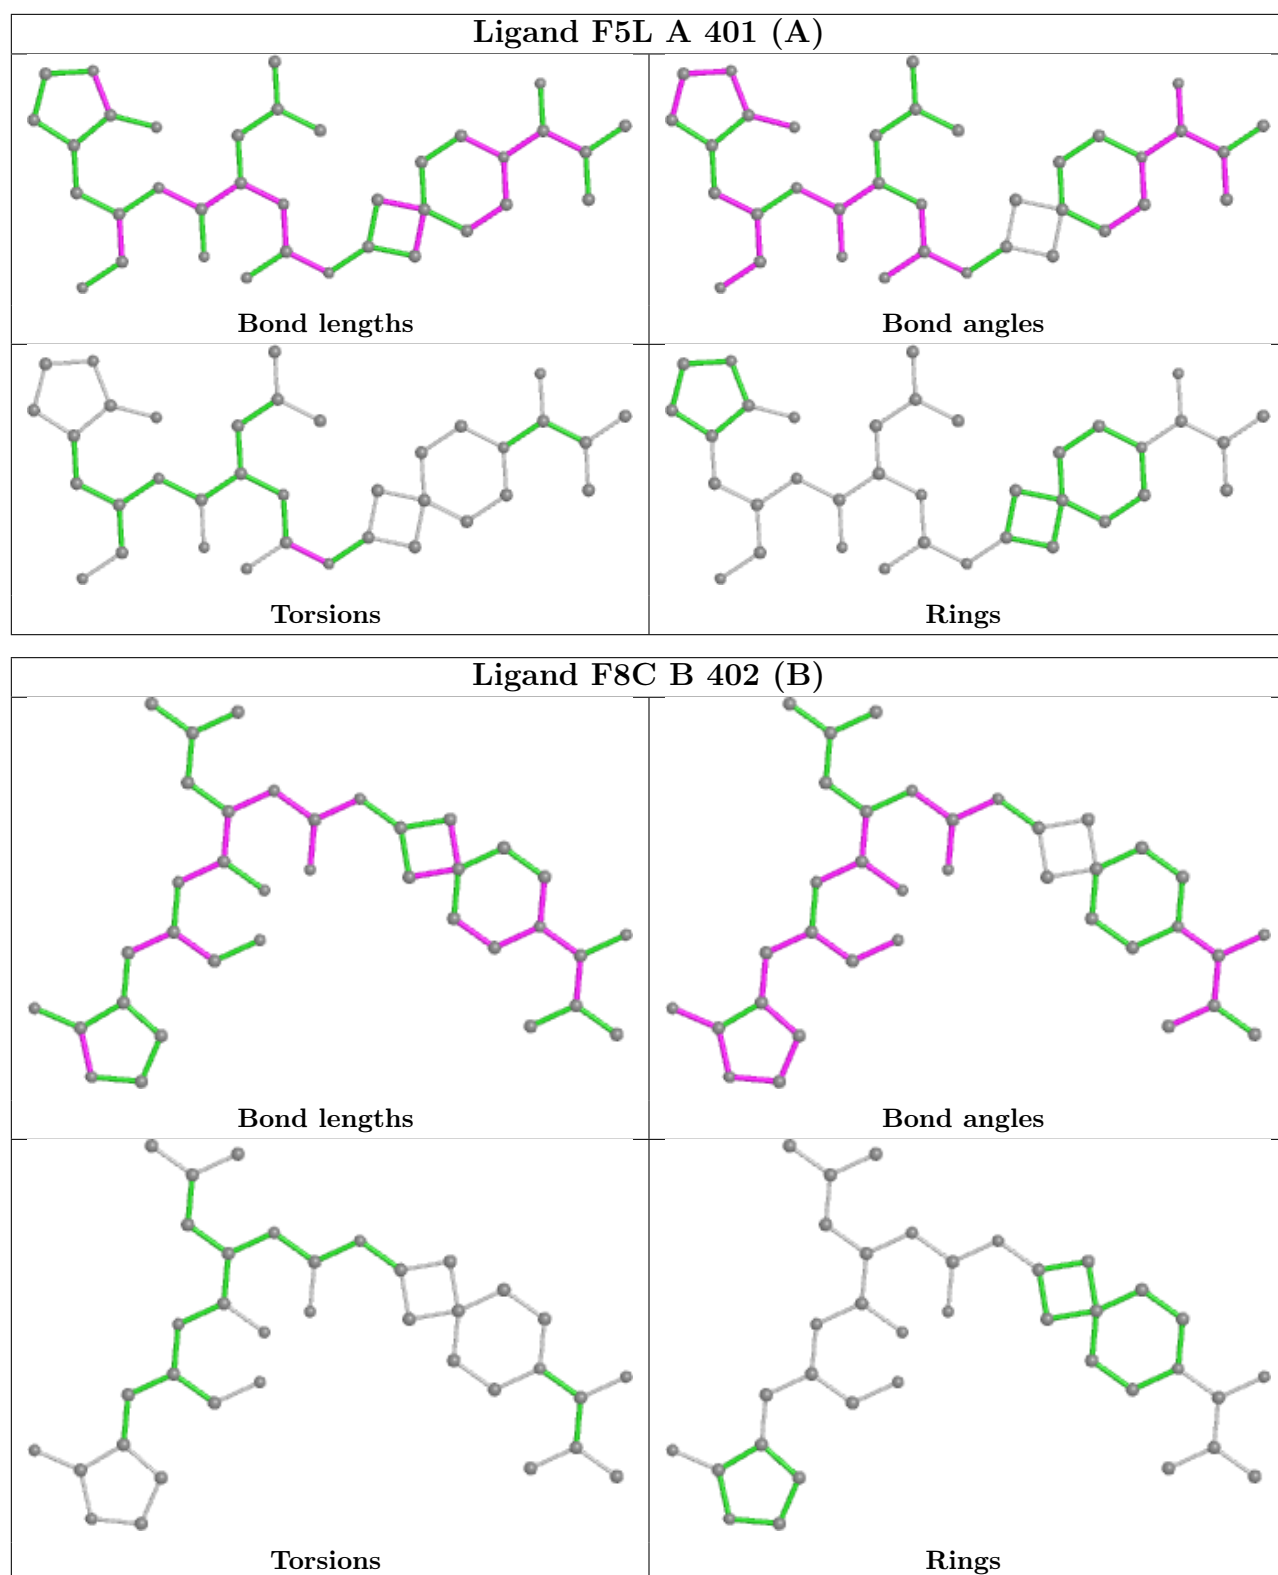 Ligand F5L A 401 (A)
Bond lengths
Bond angles
Torsions
Rings
Ligand F8C B 402 (B)
Bond lengths
Bond angles
Torsions
Rings